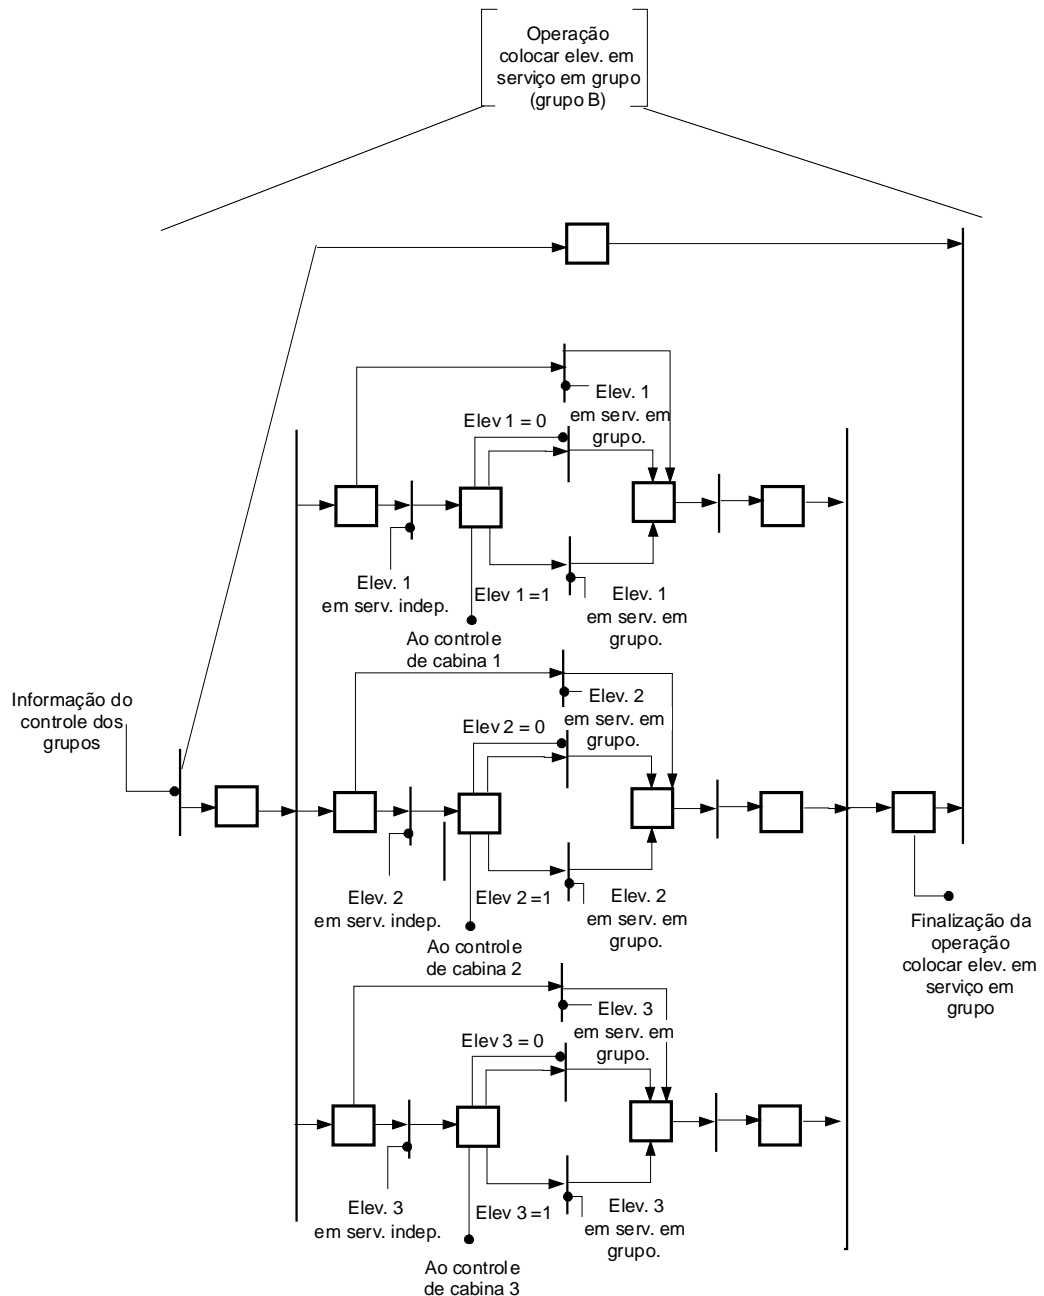 Operação
colocar elev. em
serviço em grupo
(grupo B)
Elev. 1
em serv. em
grupo.
Elev 1 = 0
Elev. 1
em serv. indep.
Elev 1 =1
Elev. 1
em serv. em
grupo.
Ao controle
de cabina 1
Informação do
controle dos
grupos
Elev. 2
em serv. em
grupo.
Elev 2 = 0
Elev. 2
em serv. indep.
Elev 2 =1
Elev. 2
em serv. em
grupo.
Ao controle
de cabina 2
Finalização da
operação
colocar elev. em
serviço em
grupo
Elev. 3
em serv. em
grupo.
Elev 3 = 0
Elev. 3
em serv. indep.
Elev 3 =1
Elev. 3
em serv. em
grupo.
Ao controle
de cabina 3